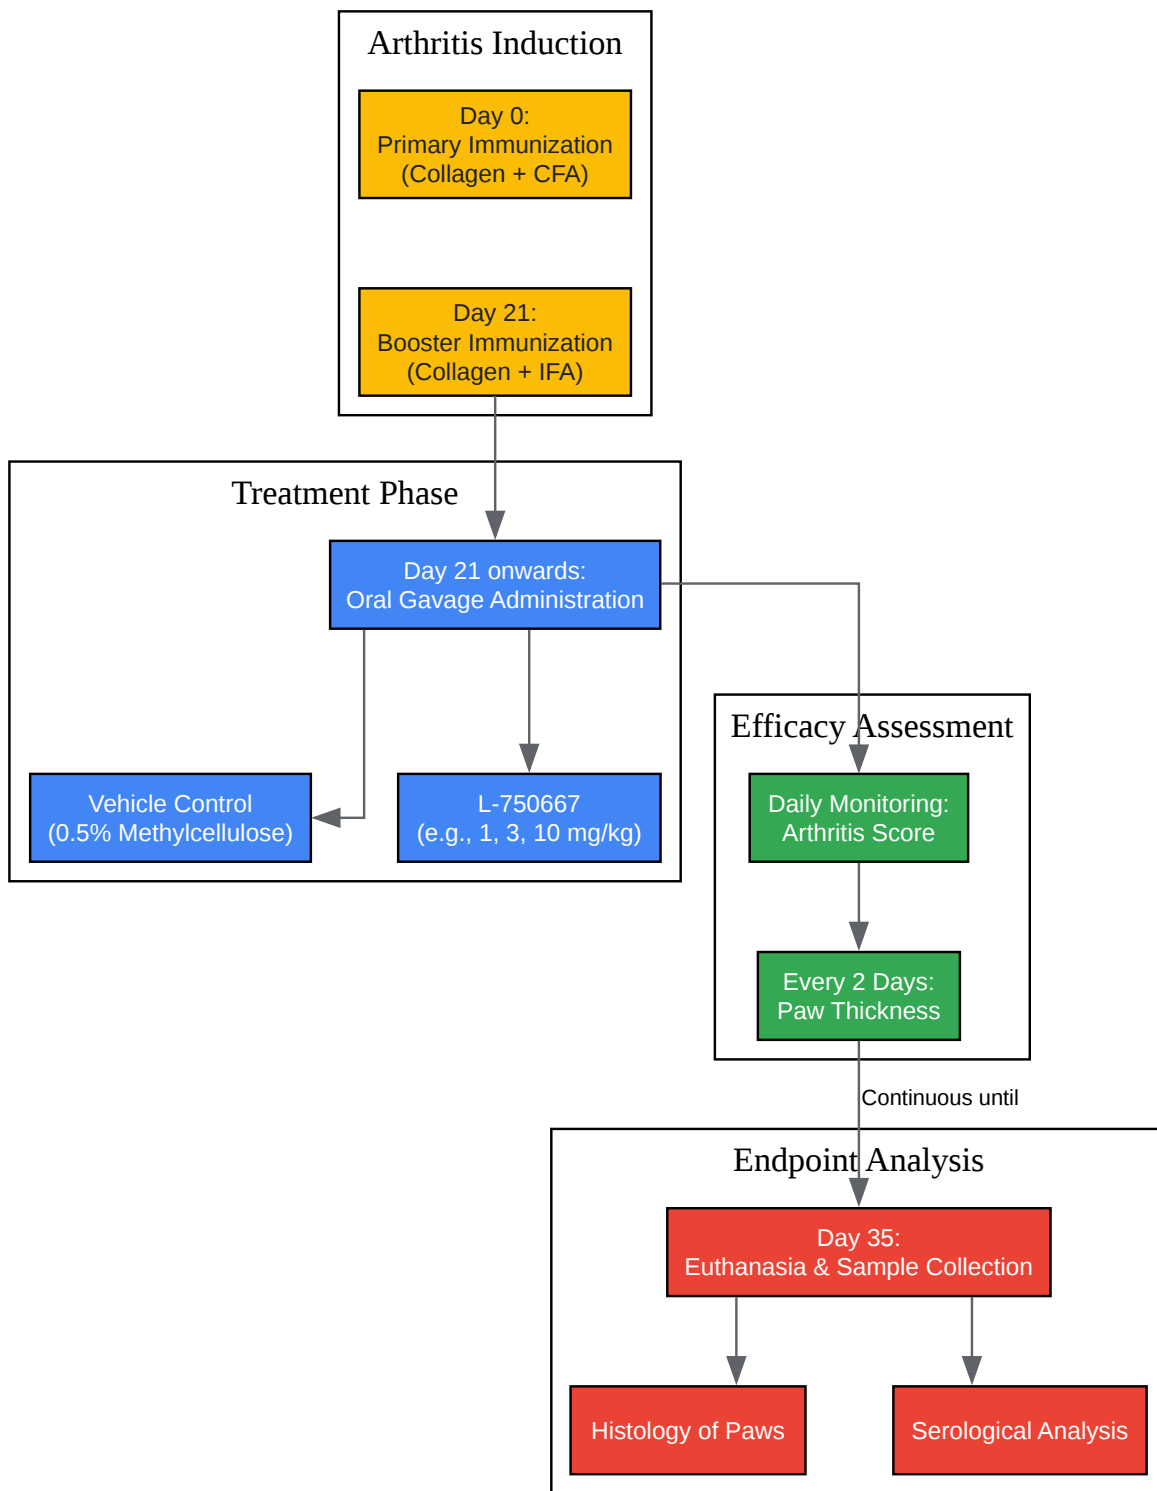 Arthritis Induction
Day 0:
Primary Immunization
(Collagen + CFA)
Day 21:
Booster Immunization
(Collagen + IFA)
Treatment Phase
Day 21 onwards:
Oral Gavage Administration
Vehicle Control
(0.5% Methylcellulose)
L-750667
(e.g., 1, 3, 10 mg/kg)
Efficacy Assessment
Daily Monitoring:
Arthritis Score
Every 2 Days:
Paw Thickness
Continuous until
Endpoint Analysis
Day 35:
Euthanasia & Sample Collection
Histology of Paws
Serological Analysis